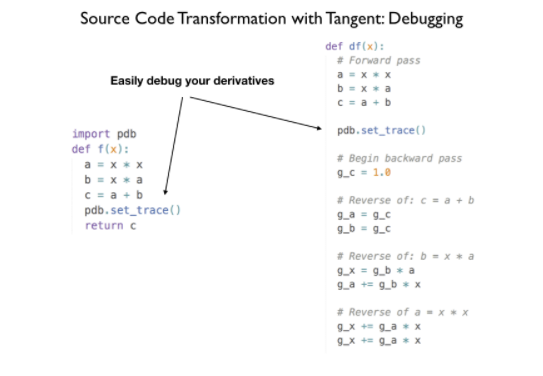 Source Code Transformation with Tangent: Debugging
Easily debug your derivatives
import pdb
def f(x):
  a = x * x
  b = x * a
  c = a + b
  pdb.set_trace()
  return c
def df(x):
  # Forward pass
  a = x * x
  b = x * a
  c = a + b

  pdb.set_trace()

  # Begin backward pass
  g_c = 1.0

  # Reverse of: c = a + b
  g_a = g_c
  g_b = g_c

  # Reverse of: b = x * a
  g_x = g_b * a
  g_a += g_b * x

  # Reverse of a = x * x
  g_x += g_a * x
  g_x += g_a * x